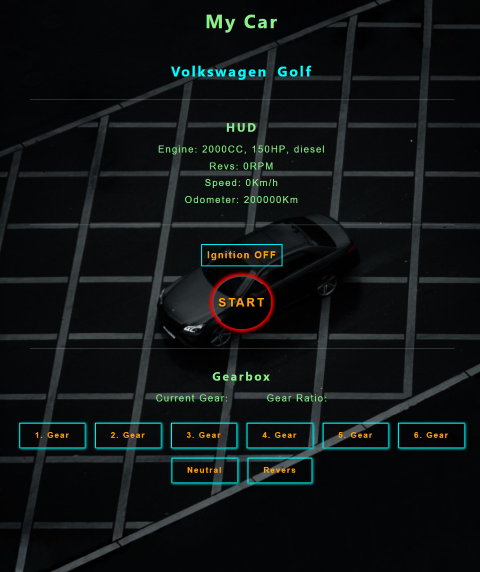 My Car
Volkswagen Golf
HUD
Engine: 2000CC, 150HP, diesel
Revs: 0RPM
Speed: 0Km/h
Odometer: 200000Km
Ignition OFF
START
Gearbox
Current Gear: Gear Ratio:
1. Gear 2. Gear 3. Gear 4. Gear 5. Gear 6. Gear
Neutral Revers